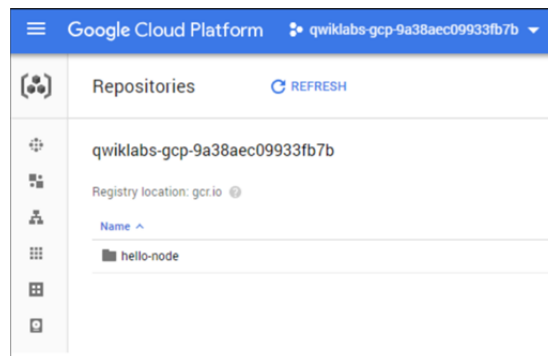 Google Cloud Platform qwiklabs-gcp-9a38aec09933fb7b
Repositories REFRESH
qwiklabs-gcp-9a38aec09933fb7b
Registry location: gcr.io
Name
hello-node